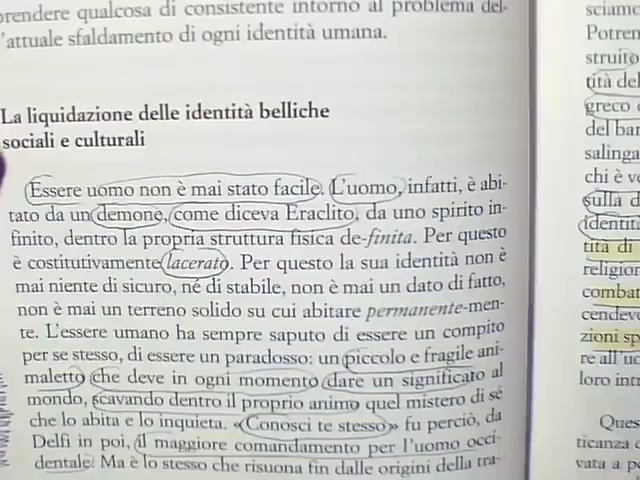 prendere qualcosa di consistente intorno al problema del-
l'attuale sfaldamento di ogni identità umana.
La liquidazione delle identità belliche
sociali e culturali
Essere uomo non è mai stato facile. L'uomo, infatti, è abi-
tato da un demone, come diceva Eraclito, da uno spirito in-
finito, dentro la propria struttura fisica de-finita. Per questo
è costitutivamente lacerato. Per questo la sua identità non è
mai niente di sicuro, né di stabile, non è mai un dato di fatto,
non è mai un terreno solido su cui abitare permanente-men-
te. L'essere umano ha sempre saputo di essere un compito
per se stesso, di essere un paradosso: un piccolo e fragile ani-
maletto che deve in ogni momento dare un significato al
mondo, scavando dentro il proprio animo quel mistero di sé
che lo abita e lo inquieta. «Conosci te stesso» fu perciò, da
Delfi in poi, il maggiore comandamento per l'uomo occi-
dentale. Ma è lo stesso che risuona fin dalle origini della tra-
sciamo
Potrem
struito
tità del
greco e
del bar
salinga
chi è ve
sulla d
identit
tità di
religion
combat
cendev
zioni sp
re all'uo
loro intr
Ques
ticanza d
vata a p